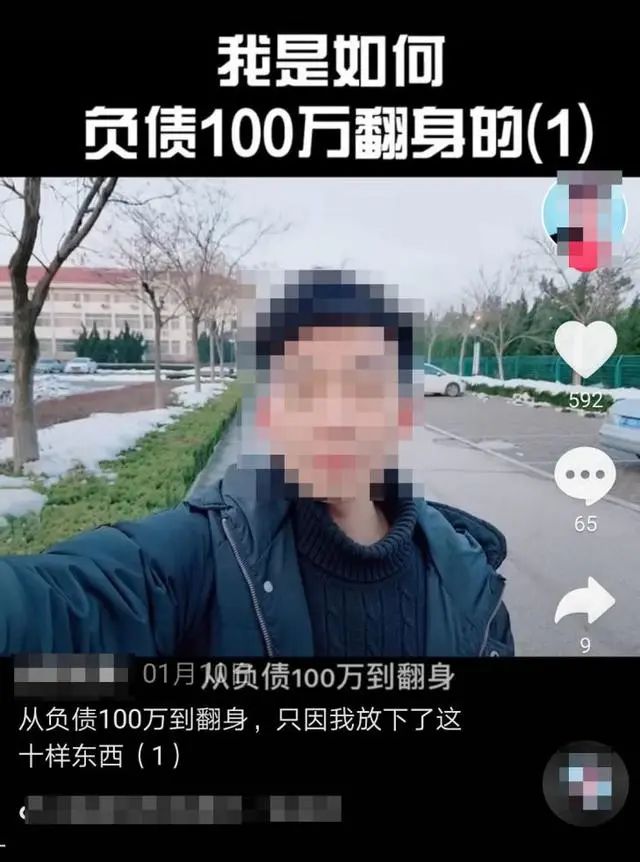 我是如何
负债100万翻身的(1)
592
65
9
01月10日
从负债100万到翻身
从负债100万到翻身，只因我放下了这
十样东西（1）